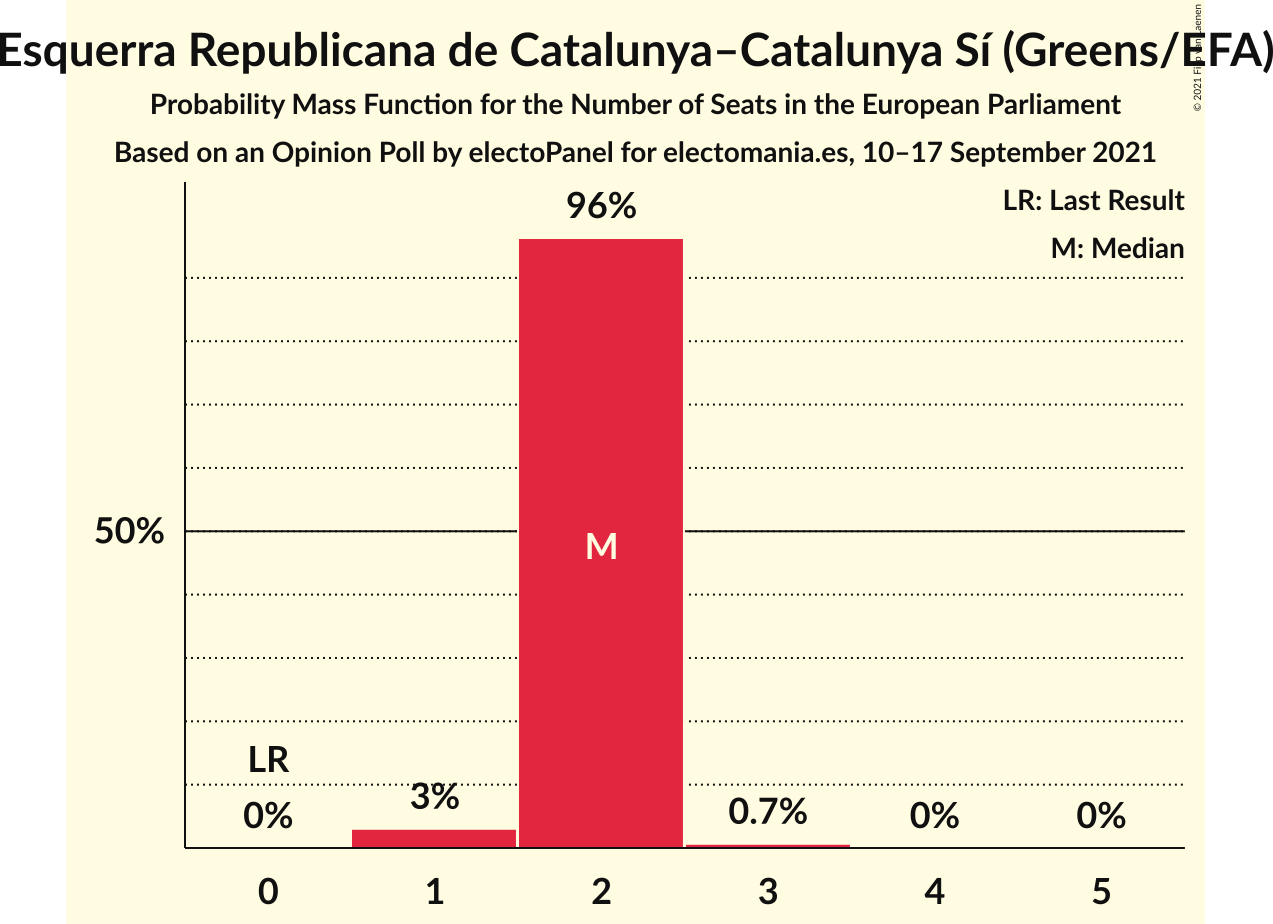 Esquerra Republicana de Catalunya–Catalunya Sí (Greens/EFA)
Probability Mass Function for the Number of Seats in the European Parliament
Based on an Opinion Poll by electoPanel for electomania.es, 10–17 September 2021
© 2021
LR: Last Result
M: Median
96%
50%
M
LR
0%
3%
0.7%
0%
0%
0 1 2 3 4 5